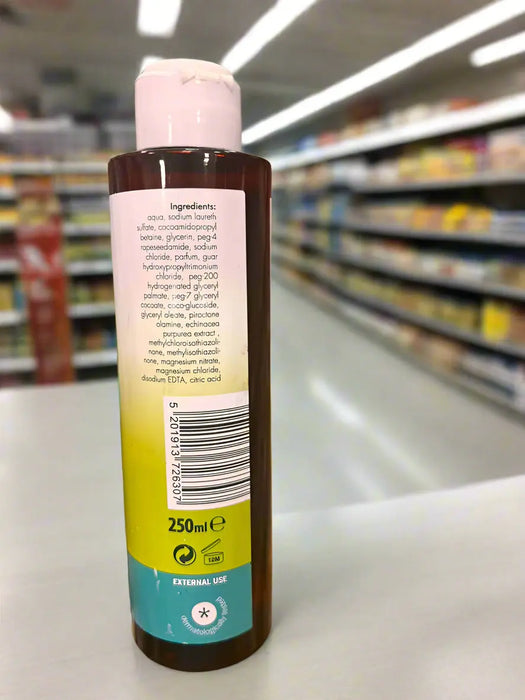 Ingredients:
aqua, sodium laureth
sulfate, cocoamidopropyl
betaine, glycerin, peg-4
rapeseedamide, sodium
chloride, parfum, guar
hydroxypropyltrimonium
chloride, peg 200
hydrogenated glyceryl
palmate, peg-7 glyceryl
cocoate, coco-glucoside,
glyceryl oleate, piroctone
olamine, echinacea
purpurea extract ,
methylchloroisothiazoli-
none, methylisothiazoli-
none, magnesium nitrate,
magnesium chloride,
disodium EDTA, citric acid
5 201913 726307
250ml e
12M
EXTERNAL USE
dermatologically tested